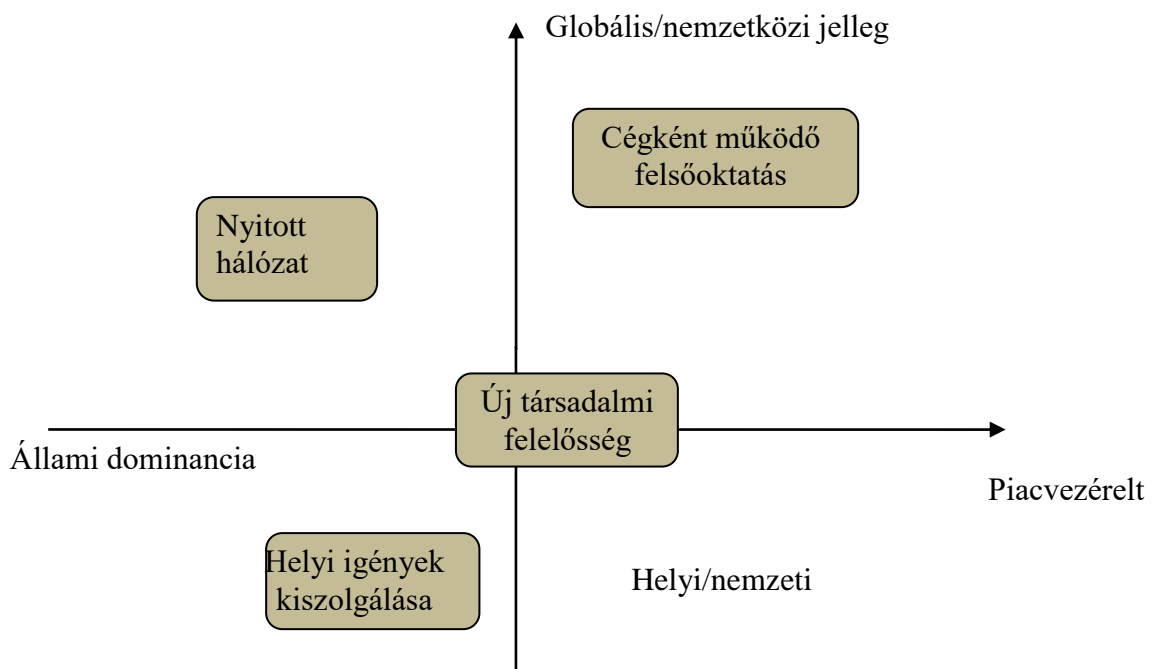 Globális/nemzetközi jelleg
Cégként működő
felsőoktatás
Nyitott
hálózat
Új társadalmi
felelősség
Állami dominancia
Piacvezérelt
Helyi igények
kiszolgálása
Helyi/nemzeti